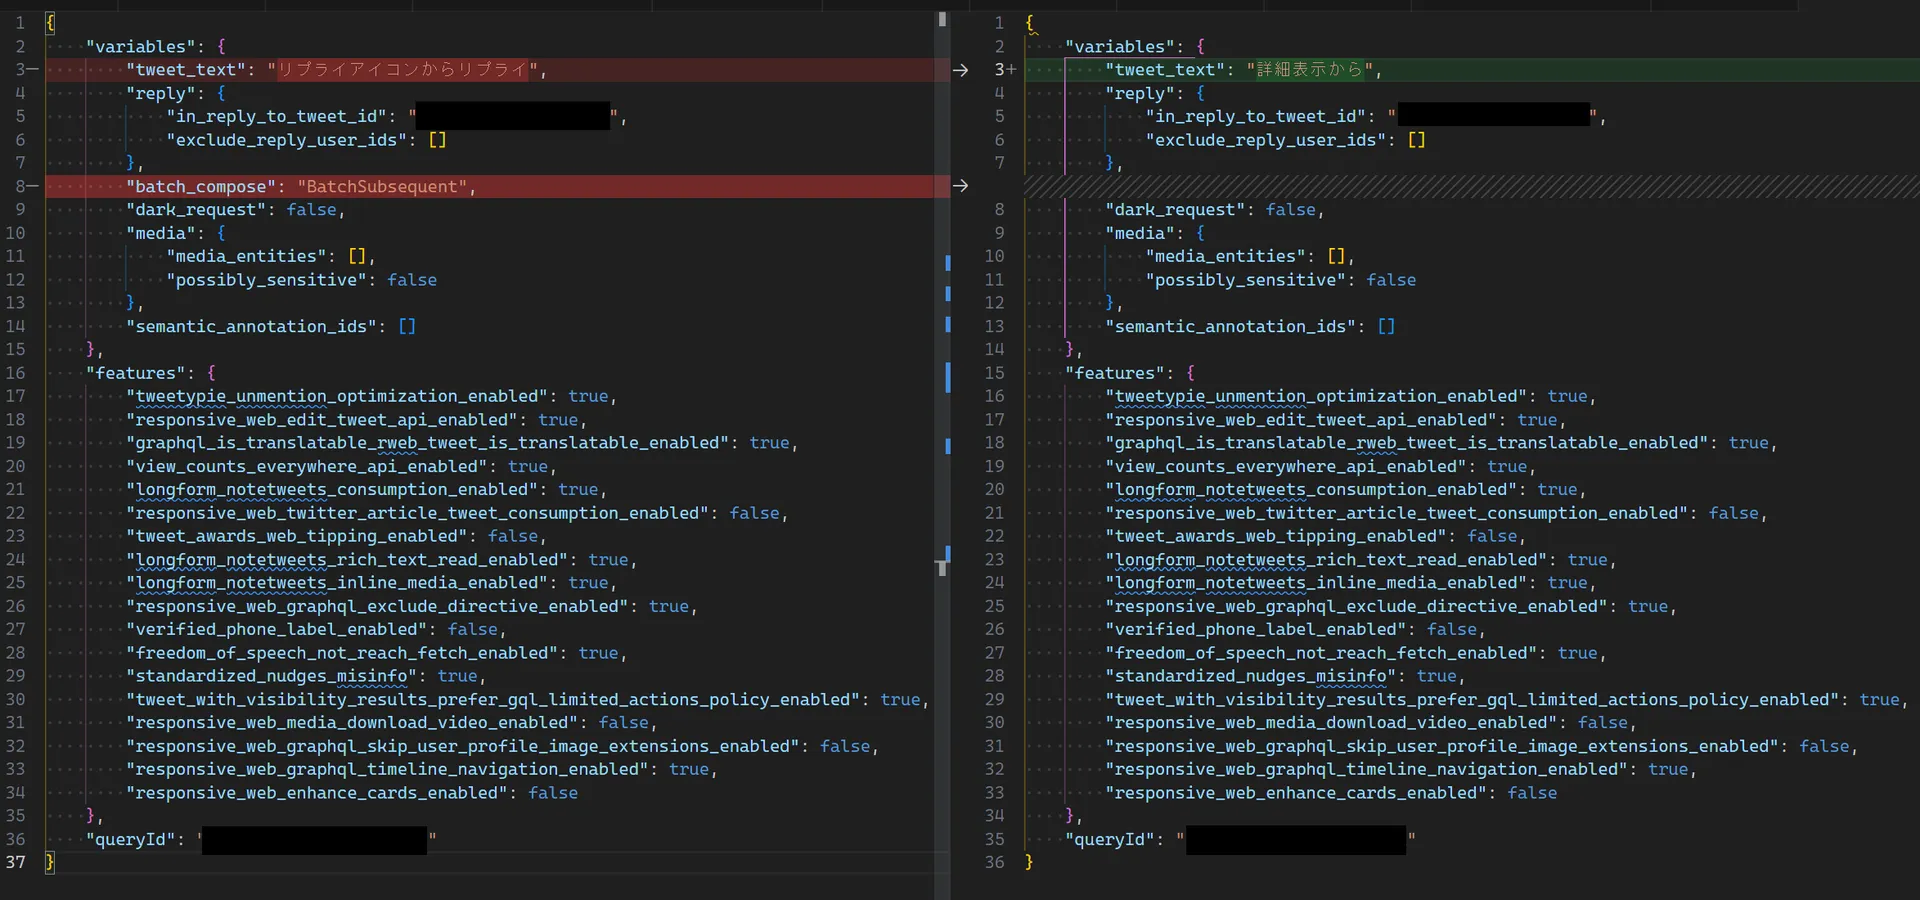 1 {
2 "variables": {
3— "tweet_text": "リプライアイコンからリプライ",
4 "reply": {
5 "in_reply_to_tweet_id": " ",
6 "exclude_reply_user_ids": []
7 },
8— "batch_compose": "BatchSubsequent",
9 "dark_request": false,
10 "media": {
11 "media_entities": [],
12 "possibly_sensitive": false
13 },
14 "semantic_annotation_ids": []
15 },
16 "features": {
17 "tweetypie_unmention_optimization_enabled": true,
18 "responsive_web_edit_tweet_api_enabled": true,
19 "graphql_is_translatable_rweb_tweet_is_translatable_enabled": true,
20 "view_counts_everywhere_api_enabled": true,
21 "longform_notetweets_consumption_enabled": true,
22 "responsive_web_twitter_article_tweet_consumption_enabled": false,
23 "tweet_awards_web_tipping_enabled": false,
24 "longform_notetweets_rich_text_read_enabled": true,
25 "longform_notetweets_inline_media_enabled": true,
26 "responsive_web_graphql_exclude_directive_enabled": true,
27 "verified_phone_label_enabled": false,
28 "freedom_of_speech_not_reach_fetch_enabled": true,
29 "standardized_nudges_misinfo": true,
30 "tweet_with_visibility_results_prefer_gql_limited_actions_policy_enabled": true,
31 "responsive_web_media_download_video_enabled": false,
32 "responsive_web_graphql_skip_user_profile_image_extensions_enabled": false,
33 "responsive_web_graphql_timeline_navigation_enabled": true,
34 "responsive_web_enhance_cards_enabled": false
35 },
36 "queryId": " "
37 }
1 {
2 "variables": {
→ 3+ "tweet_text": "詳細表示から",
4 "reply": {
5 "in_reply_to_tweet_id": " ",
6 "exclude_reply_user_ids": []
7 },
→
8 "dark_request": false,
9 "media": {
10 "media_entities": [],
11 "possibly_sensitive": false
12 },
13 "semantic_annotation_ids": []
14 },
15 "features": {
16 "tweetypie_unmention_optimization_enabled": true,
17 "responsive_web_edit_tweet_api_enabled": true,
18 "graphql_is_translatable_rweb_tweet_is_translatable_enabled": true,
19 "view_counts_everywhere_api_enabled": true,
20 "longform_notetweets_consumption_enabled": true,
21 "responsive_web_twitter_article_tweet_consumption_enabled": false,
22 "tweet_awards_web_tipping_enabled": false,
23 "longform_notetweets_rich_text_read_enabled": true,
24 "longform_notetweets_inline_media_enabled": true,
25 "responsive_web_graphql_exclude_directive_enabled": true,
26 "verified_phone_label_enabled": false,
27 "freedom_of_speech_not_reach_fetch_enabled": true,
28 "standardized_nudges_misinfo": true,
29 "tweet_with_visibility_results_prefer_gql_limited_actions_policy_enabled": true,
30 "responsive_web_media_download_video_enabled": false,
31 "responsive_web_graphql_skip_user_profile_image_extensions_enabled": false,
32 "responsive_web_graphql_timeline_navigation_enabled": true,
33 "responsive_web_enhance_cards_enabled": false
34 },
35 "queryId": " "
36 }